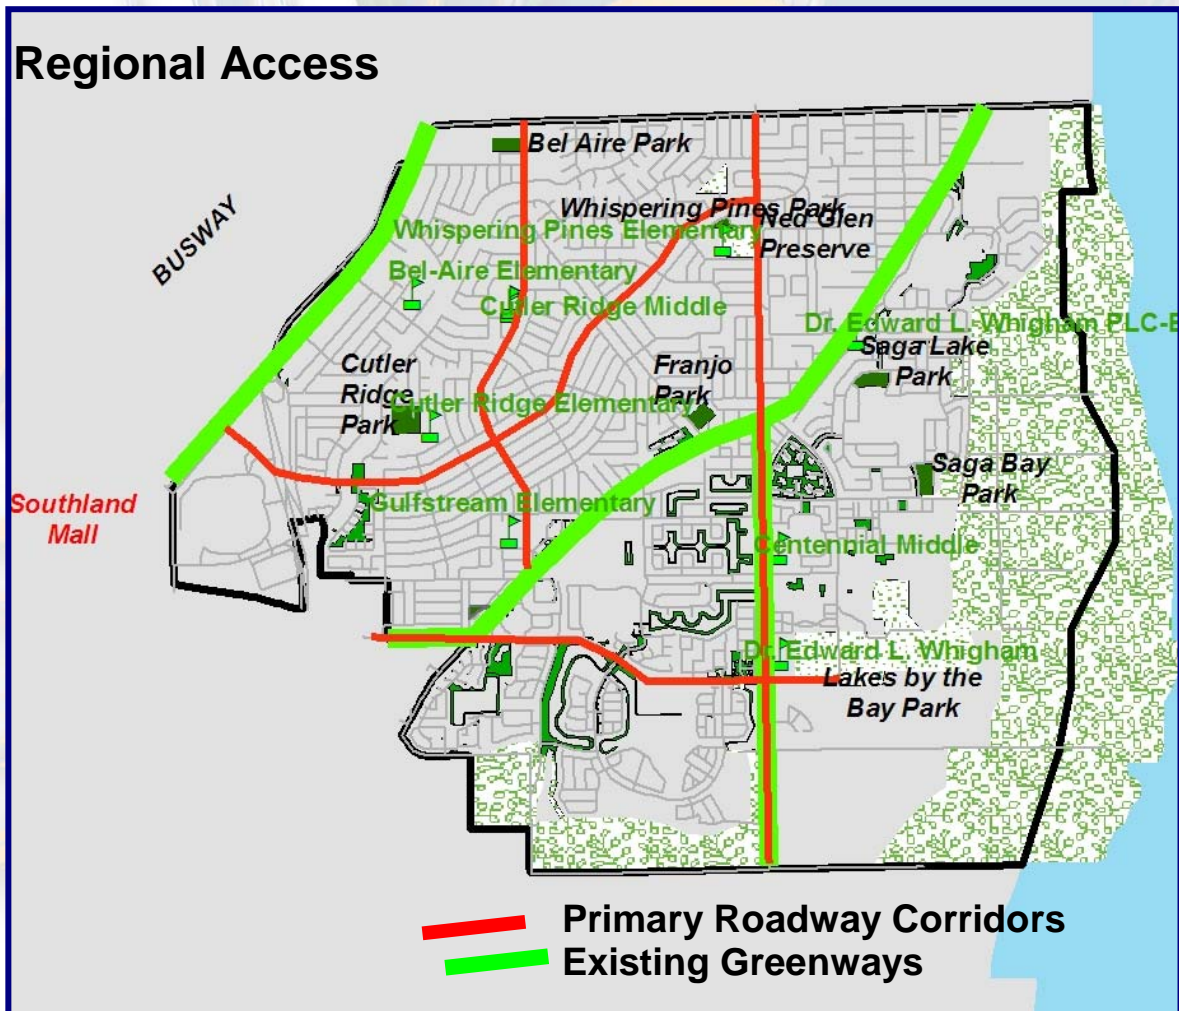 Regional Access
Bel Aire Park
BUSWAY
Whispering Pines Park
Ned Glen
Preserve
Whispering Pines Elementary
Bel-Aire Elementary
Cutler Ridge Middle
Dr. Edward L. Whigham PLC-E
Saga Lake
Park
Cutler
Ridge
Park
Franjo
Park
Cutler Ridge Elementary
Saga Bay
Park
Southland
Mall
Gulfstream Elementary
Centennial Middle
Dr. Edward L. Whigham
Lakes by the
Bay Park
Primary Roadway Corridors
Existing Greenways